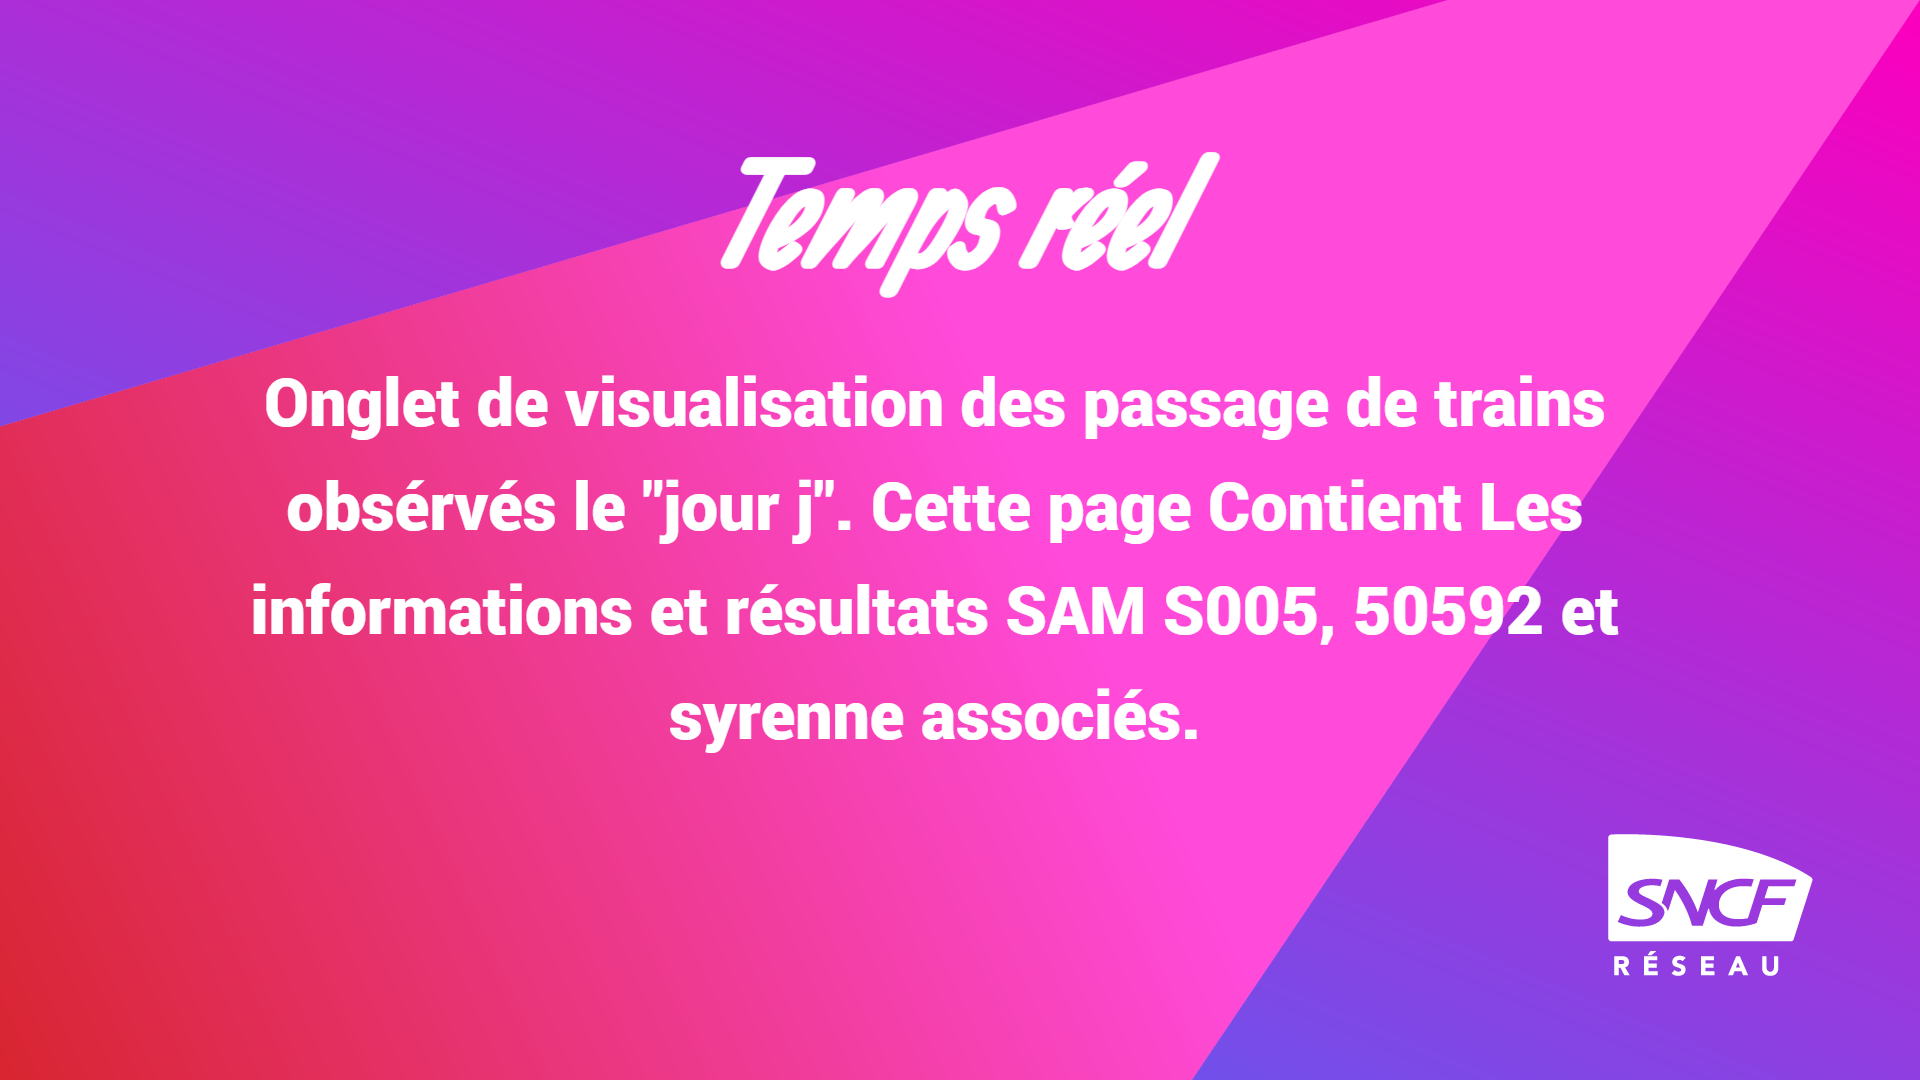 Temps réel
Onglet de visualisation des passage de trains
obsérvés le "jour j". Cette page Contient Les
informations et résultats SAM S005, 50592 et
syrenne associés.
SNCF
RÉSEAU